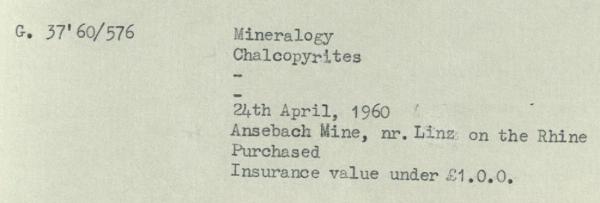 G. 37'60/576
Mineralogy
Chalcopyrites
-
-
24th April, 1960
Ansebach Mine, nr. Linz on the Rhine
Purchased
Insurance value under £1.0.0.